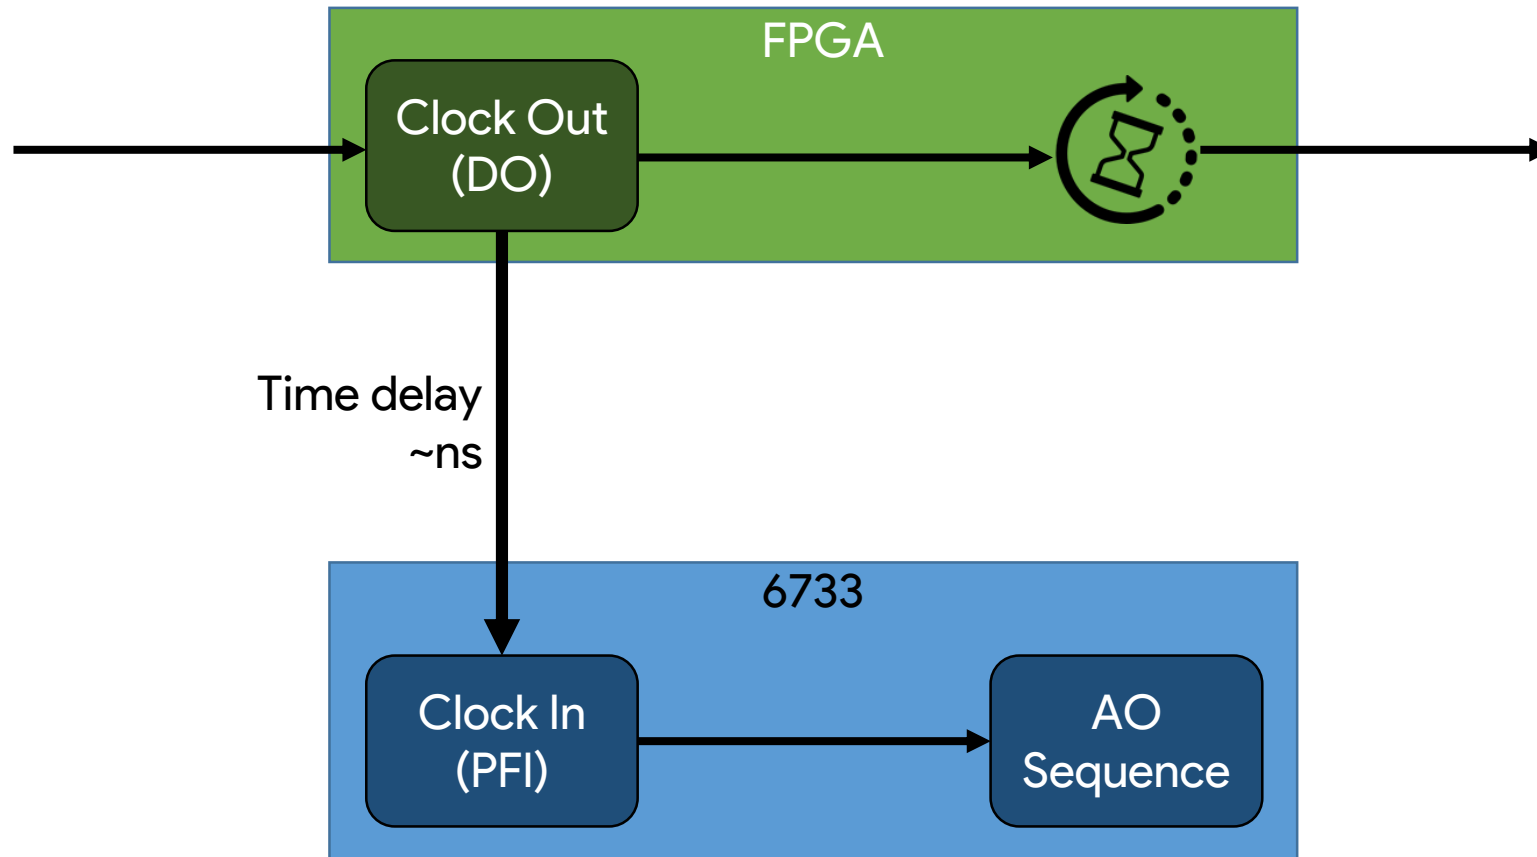 FPGA
Clock Out
(DO)
Time delay
~ns
6733
Clock In
(PFI)
AO
Sequence